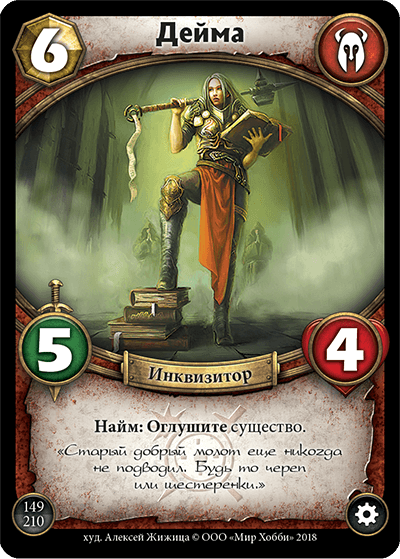 6
Дейма
5
4
Инквизитор
Найм: Оглушите существо.
«Старый добрый молот еще никогда
не подводил. Будь то череп
или шестеренки.»
149
210
худ. Алексей Жижица © ООО «Мир Хобби» 2018